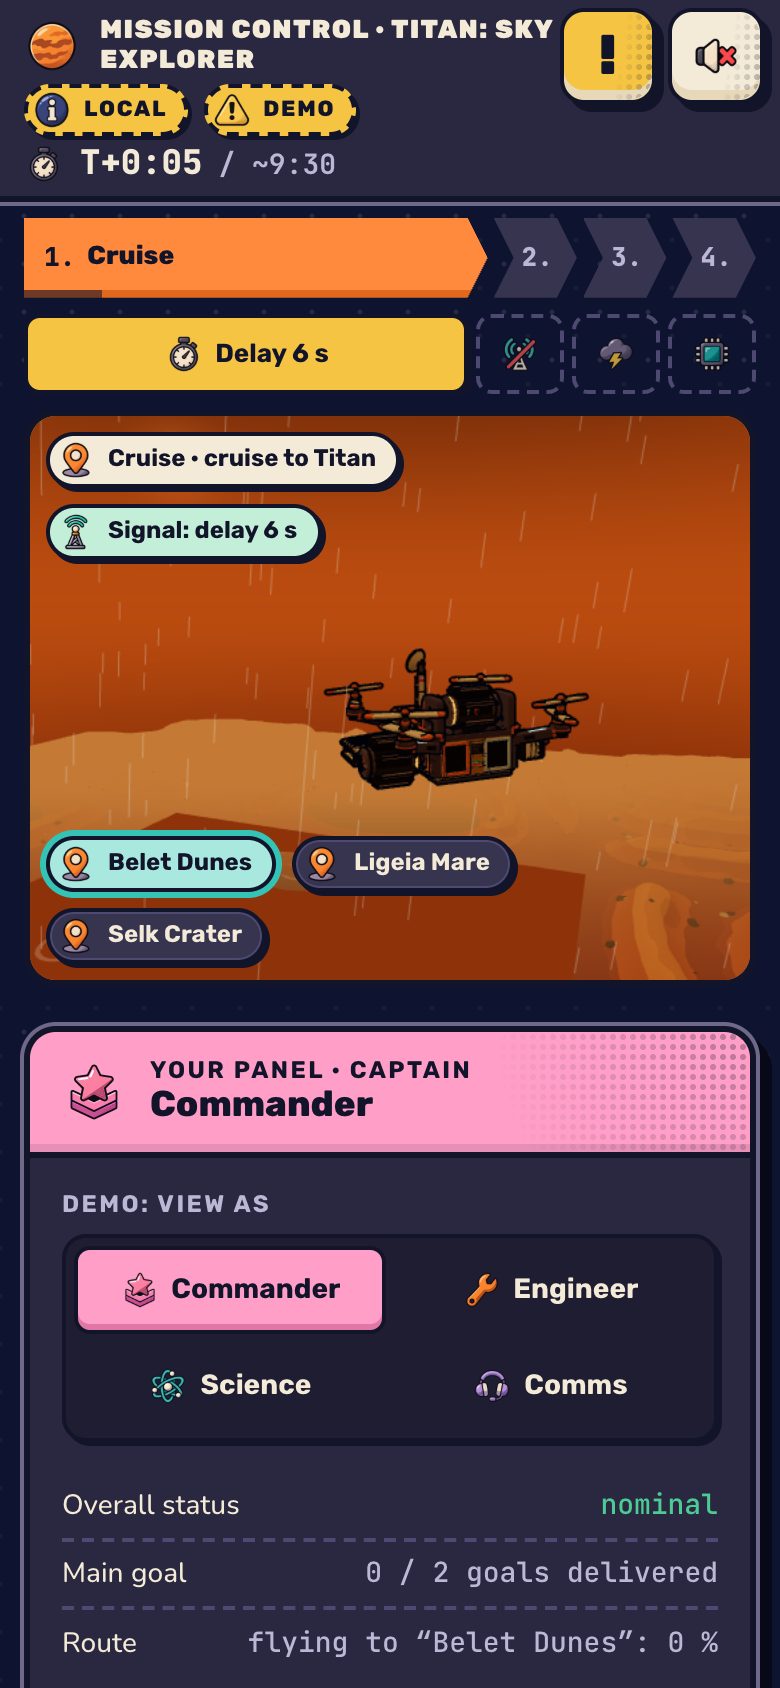 MISSION CONTROL • TITAN: SKY
EXPLORER
!
LOCAL
DEMO
T+0:05 / ~9:30
1. Cruise
2.
3.
4.
Delay 6 s
Cruise • cruise to Titan
Signal: delay 6 s
Belet Dunes
Ligeia Mare
Selk Crater
YOUR PANEL • CAPTAIN
Commander
DEMO: VIEW AS
Commander
Engineer
Science
Comms
Overall status nominal
Main goal 0 / 2 goals delivered
Route flying to “Belet Dunes”: 0 %